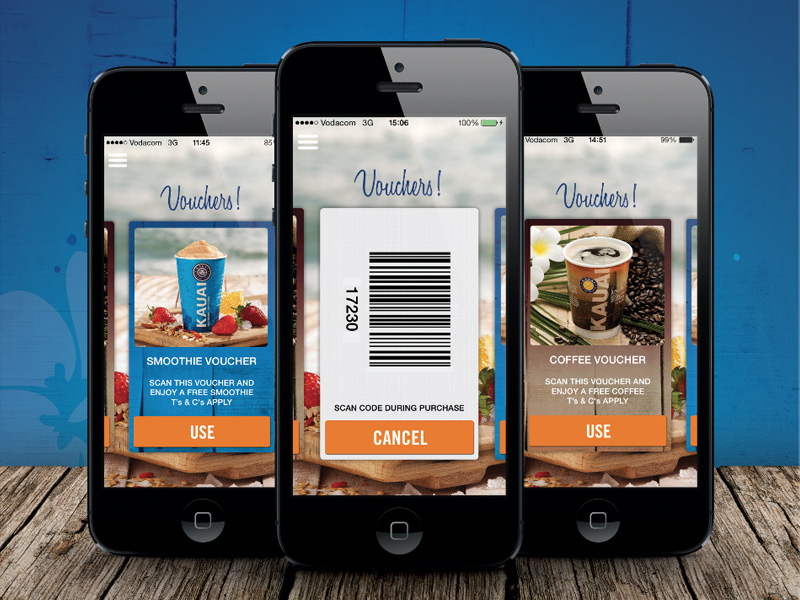 Vodacom 3G 11:45 85
Vouchers!
KAUAI
SMOOTHIE VOUCHER
SCAN THIS VOUCHER AND
ENJOY A FREE SMOOTHIE
T's & C's APPLY
USE
Vodacom 3G 15:06 100%
Vouchers!
17230
SCAN CODE DURING PURCHASE
CANCEL
Vodacom 3G 14:51 99%
Vouchers!
KAUAI
COFFEE VOUCHER
SCAN THIS VOUCHER AND
ENJOY A FREE COFFEE
T's & C's APPLY
USE